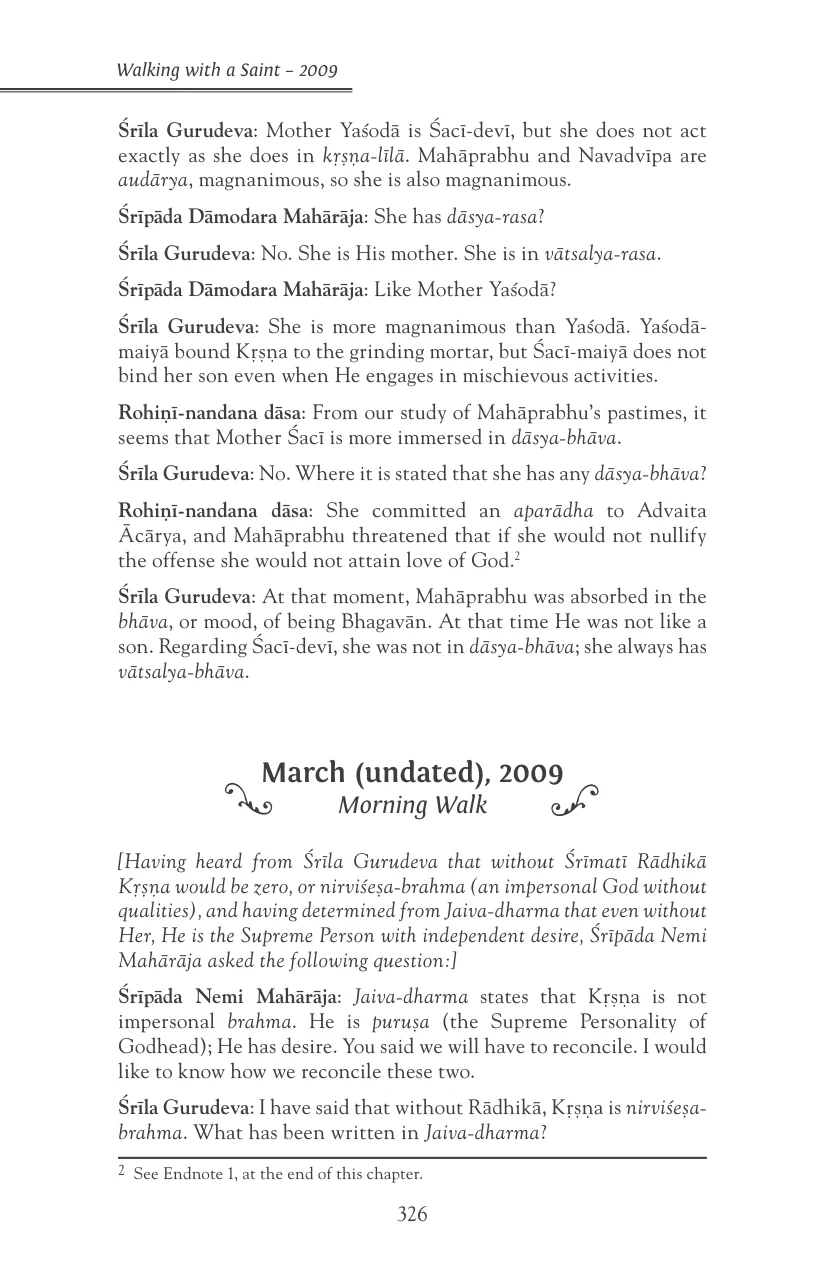 Walking with a Saint – 2009
Śrīla Gurudeva: Mother Yaśodā is Śacī-devī, but she does not act
exactly as she does in kṛṣṇa-līlā. Mahāprabhu and Navadvīpa are
audārya, magnanimous, so she is also magnanimous.
Śrīpāda Dāmodara Mahārāja: She has dāsya-rasa?
Śrīla Gurudeva: No. She is His mother. She is in vātsalya-rasa.
Śrīpāda Dāmodara Mahārāja: Like Mother Yaśodā?
Śrīla Gurudeva: She is more magnanimous than Yaśodā. Yaśodā-
maiyā bound Kṛṣṇa to the grinding mortar, but Śacī-maiyā does not
bind her son even when He engages in mischievous activities.
Rohiṇī-nandana dāsa: From our study of Mahāprabhu's pastimes, it
seems that Mother Śacī is more immersed in dāsya-bhāva.
Śrīla Gurudeva: No. Where it is stated that she has any dāsya-bhāva?
Rohiṇī-nandana dāsa: She committed an aparādha to Advaita
Ācārya, and Mahāprabhu threatened that if she would not nullify
the offense she would not attain love of God.2
Śrīla Gurudeva: At that moment, Mahāprabhu was absorbed in the
bhāva, or mood, of being Bhagavān. At that time He was not like a
son. Regarding Śacī-devī, she was not in dāsya-bhāva; she always has
vātsalya-bhāva.
March (undated), 2009
Morning Walk
[Having heard from Śrīla Gurudeva that without Śrīmatī Rādhikā
Kṛṣṇa would be zero, or nirviśeṣa-brahma (an impersonal God without
qualities), and having determined from Jaiva-dharma that even without
Her, He is the Supreme Person with independent desire, Śrīpāda Nemi
Mahārāja asked the following question:]
Śrīpāda Nemi Mahārāja: Jaiva-dharma states that Kṛṣṇa is not
impersonal brahma. He is puruṣa (the Supreme Personality of
Godhead); He has desire. You said we will have to reconcile. I would
like to know how we reconcile these two.
Śrīla Gurudeva: I have said that without Rādhikā, Kṛṣṇa is nirviśeṣa-
brahma. What has been written in Jaiva-dharma?
2 See Endnote 1, at the end of this chapter.
326